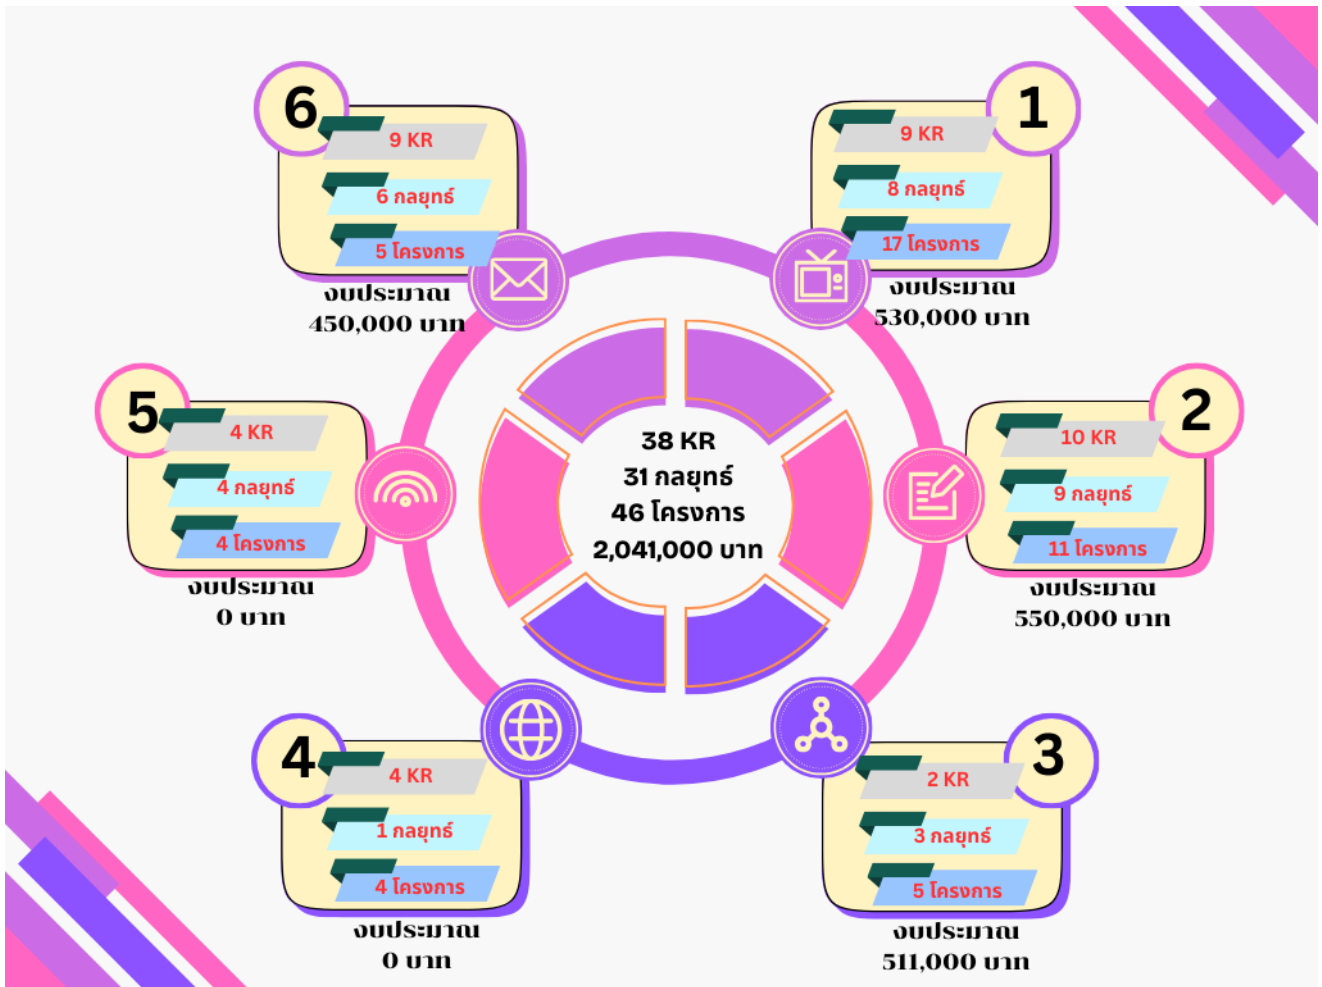 1
9 KR
8 กลยุทธ์
17 โครงการ
งบประมาณ
530,000 บาท
2
10 KR
9 กลยุทธ์
11 โครงการ
งบประมาณ
550,000 บาท
3
2 KR
3 กลยุทธ์
5 โครงการ
งบประมาณ
511,000 บาท
4
4 KR
1 กลยุทธ์
4 โครงการ
งบประมาณ
0 บาท
5
4 KR
4 กลยุทธ์
4 โครงการ
งบประมาณ
0 บาท
6
9 KR
6 กลยุทธ์
5 โครงการ
งบประมาณ
450,000 บาท
38 KR
31 กลยุทธ์
46 โครงการ
2,041,000 บาท